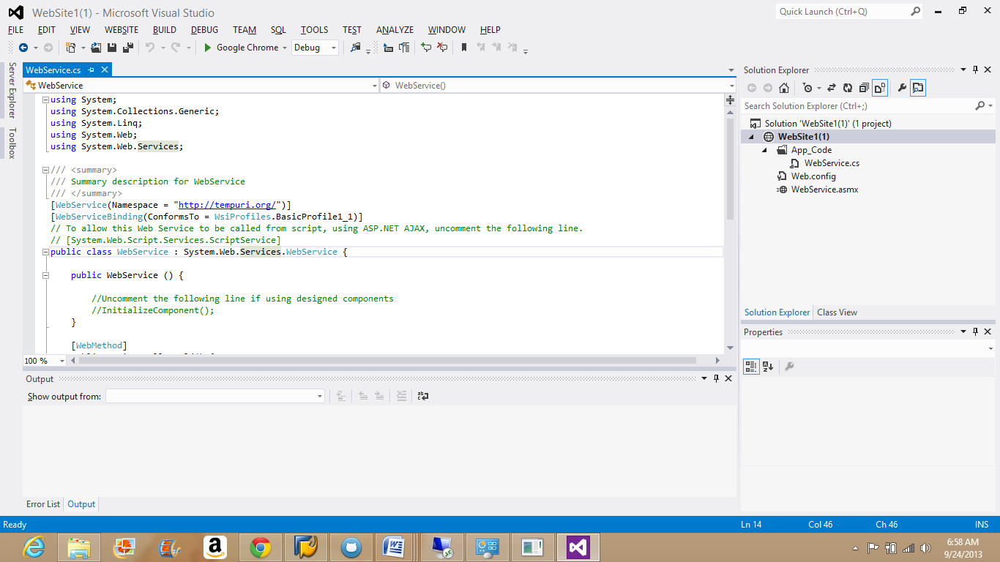 WebSite1(1) - Microsoft Visual Studio
Quick Launch (Ctrl+Q)
FILE EDIT VIEW WEBSITE BUILD DEBUG TEAM SQL TOOLS TEST ANALYZE WINDOW HELP
Google Chrome Debug
Server Explorer
Toolbox
WebService.cs
WebService
WebService()
using System;
using System.Collections.Generic;
using System.Linq;
using System.Web;
using System.Web.Services;
/// <summary>
/// Summary description for WebService
/// </summary>
[WebService(Namespace = "http://tempuri.org/")]
[WebServiceBinding(ConformsTo = WsiProfiles.BasicProfile1_1)]
// To allow this Web Service to be called from script, using ASP.NET AJAX, uncomment the following line.
// [System.Web.Script.Services.ScriptService]
public class WebService : System.Web.Services.WebService {
public WebService () {
//Uncomment the following line if using designed components
//InitializeComponent();
}
[WebMethod]
100 %
Output
Show output from:
Error List Output
Solution Explorer
Search Solution Explorer (Ctrl+;)
Solution 'WebSite1(1)' (1 project)
WebSite1(1)
App_Code
WebService.cs
Web.config
WebService.asmx
Solution Explorer Class View
Properties
Ready
Ln 14 Col 46 Ch 46 INS
6:58 AM
9/24/2013